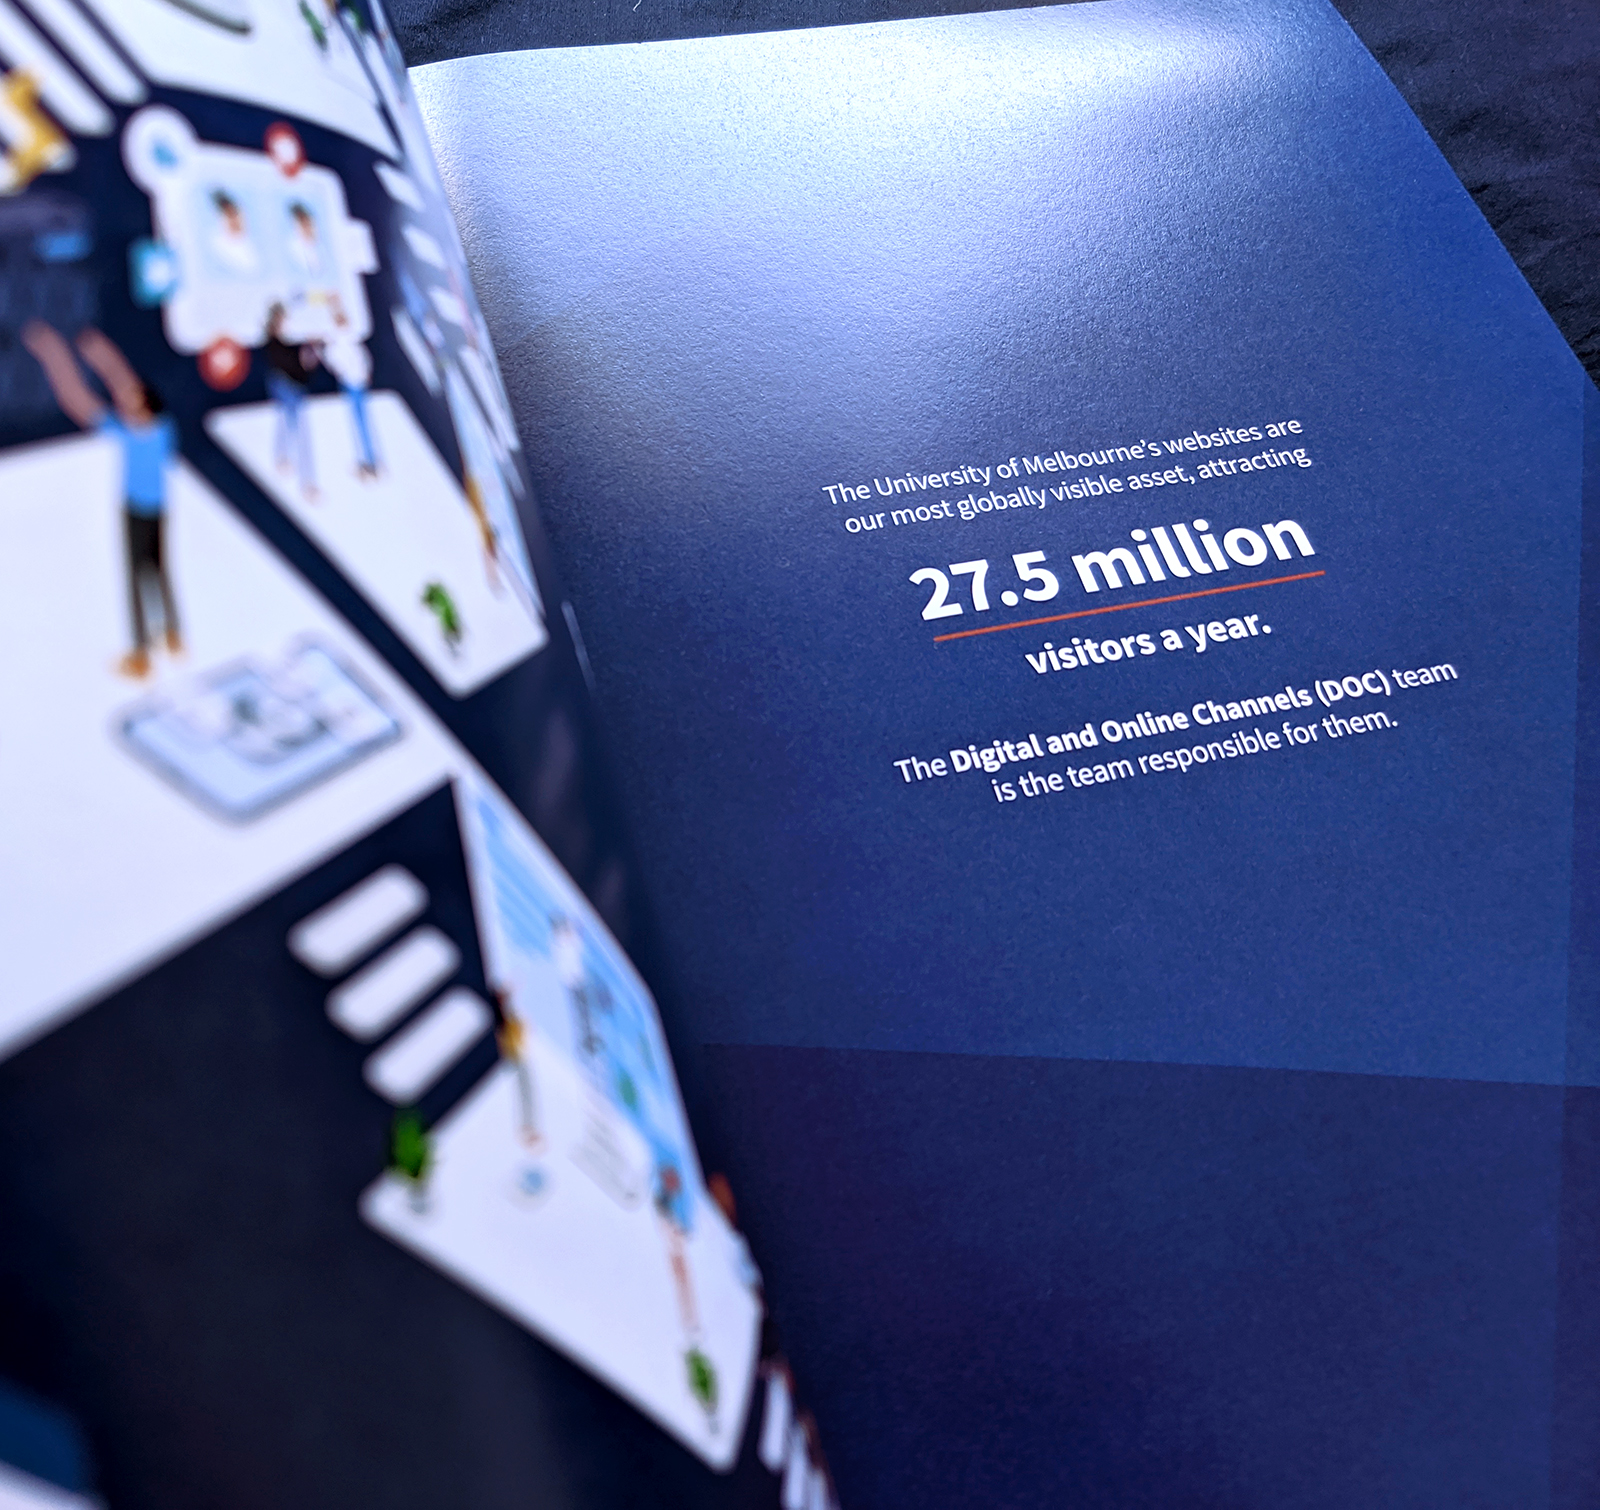 The University of Melbourne's websites are
our most globally visible asset, attracting
27.5 million
visitors a year.
The Digital and Online Channels (DOC) team
is the team responsible for them.